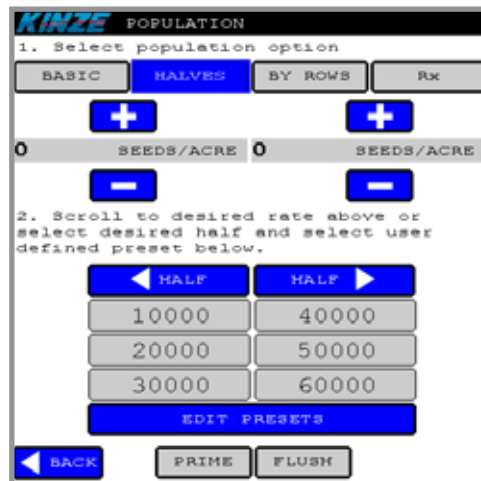 KINZE POPULATION
1. Select population option
BASIC HALVES BY ROWS Rx
0 SEEDS/ACRE 0 SEEDS/ACRE
2. Scroll to desired rate above or
select desired half and select user
defined preset below.
HALF HALF
10000 40000
20000 50000
30000 60000
EDIT PRESETS
BACK PRIME FLUSH